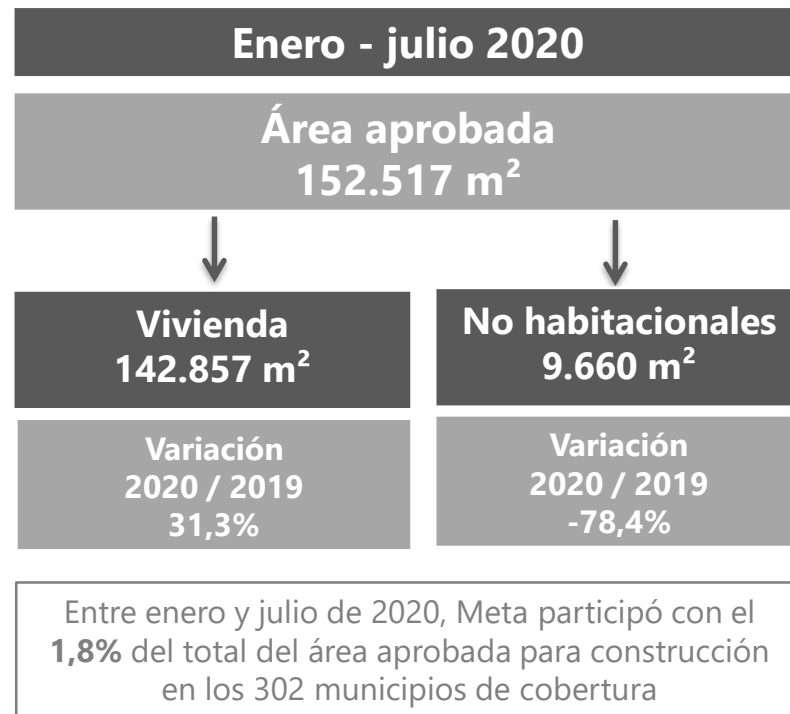 Enero - julio 2020
Área aprobada
152.517 m²
Vivienda
142.857 m²
No habitacionales
9.660 m²
Variación
2020 / 2019
31,3%
Variación
2020 / 2019
-78,4%
Entre enero y julio de 2020, Meta participó con el
1,8% del total del área aprobada para construcción
en los 302 municipios de cobertura